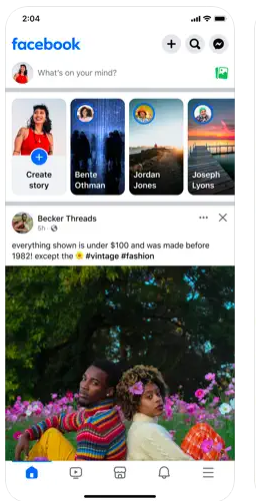 2:04
facebook
What's on your mind?
Create
story
Bente
Othman
Jordan
Jones
Joseph
Lyons
Becker Threads
5h
everything shown is under $100 and was made before
1982! except the ☀️ #vintage #fashion